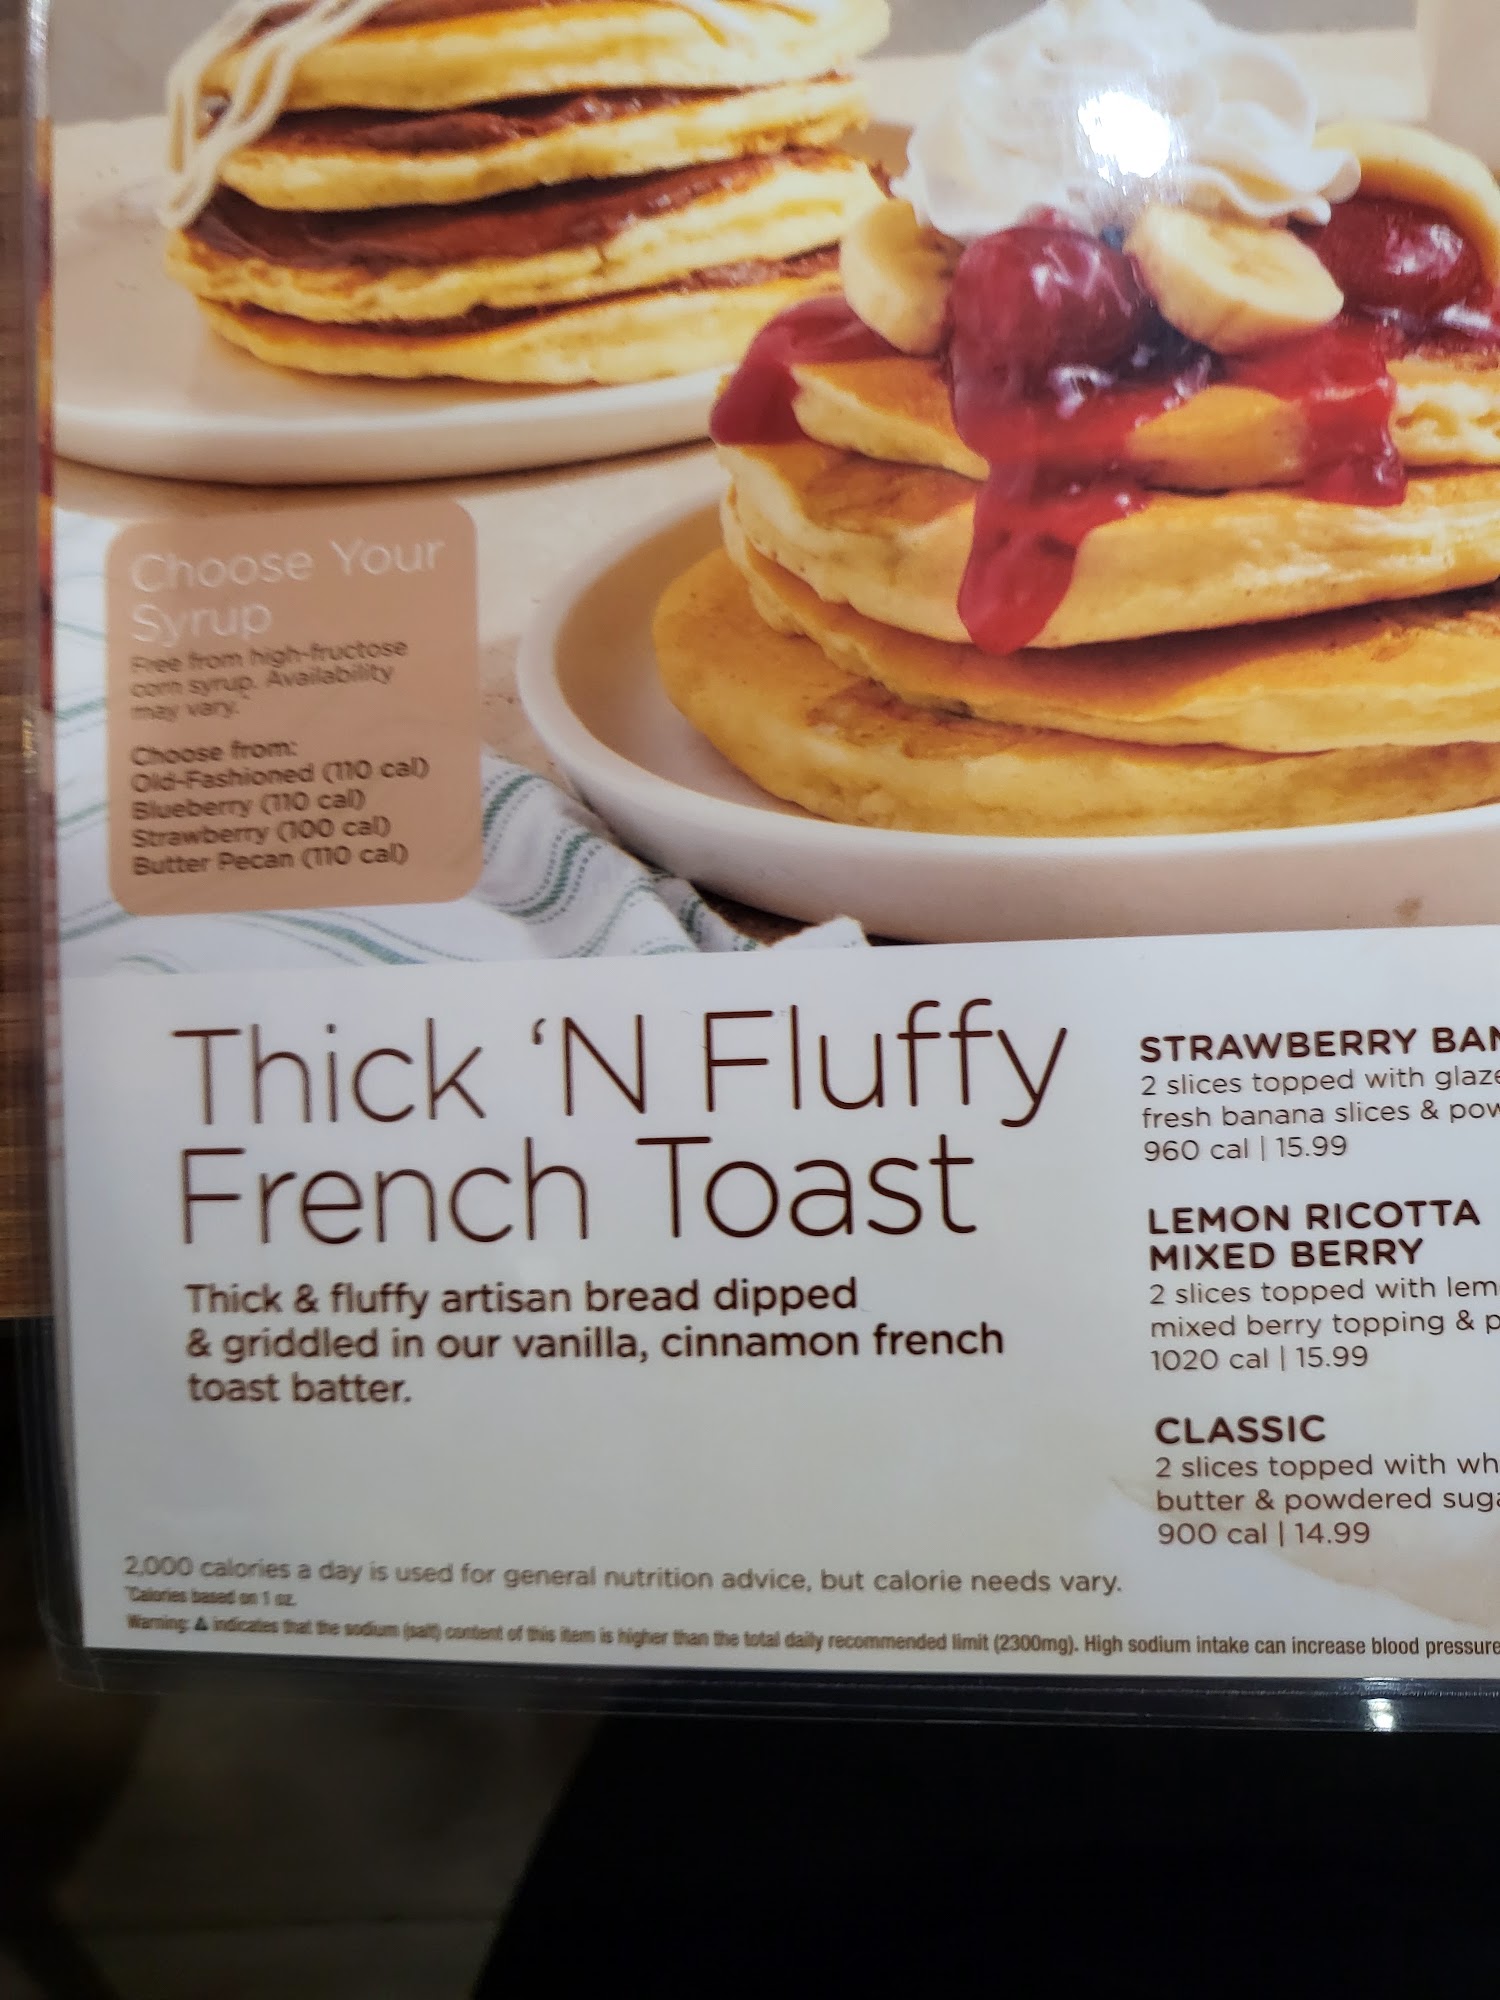 Choose Your
Syrup
Free from high-fructose
corn syrup. Availability
may vary.*
Choose from:
Old-Fashioned (110 cal)
Blueberry (110 cal)
Strawberry (100 cal)
Butter Pecan (110 cal)
Thick ‘N Fluffy
French Toast
Thick & fluffy artisan bread dipped
& griddled in our vanilla, cinnamon french
toast batter.
STRAWBERRY
2 slices topped with
fresh banana slices &
960 cal | 15.99
LEMON RICOTTA
MIXED BERRY
2 slices topped with
mixed berry topping &
1020 cal | 15.99
CLASSIC
2 slices topped with
butter & powdered
900 cal | 14.99
2,000 calories a day is used for general nutrition advice, but calorie needs vary.
*Calories based on 1 oz.
Warning: ▲ indicates that the sodium (salt) content of this item is higher than the total daily recommended limit (2300mg). High sodium intake can increase blood pressure